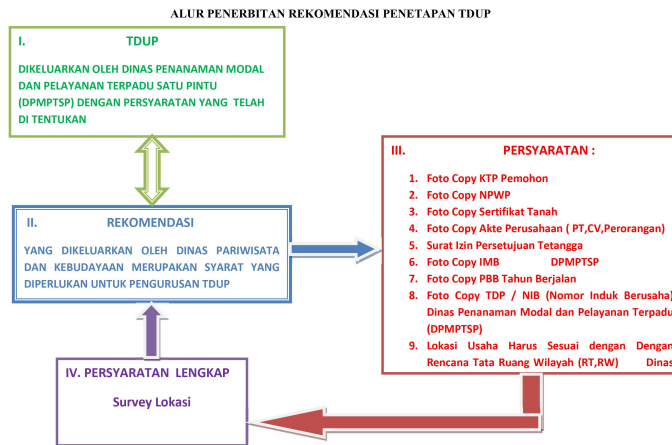 ALUR PENERBITAN REKOMENDASI PENETAPAN TDUP
I. TDUP
DIKELUARKAN OLEH DINAS PENANAMAN MODAL
DAN PELAYANAN TERPADU SATU PINTU
(DPMPTSP) DENGAN PERSYARATAN YANG TELAH
DI TENTUKAN
II. REKOMENDASI
YANG DIKELUARKAN OLEH DINAS PARIWISATA
DAN KEBUDAYAAN MERUPAKAN SYARAT YANG
DIPERLUKAN UNTUK PENGURUSAN TDUP
III. PERSYARATAN :
1. Foto Copy KTP Pemohon
2. Foto Copy NPWP
3. Foto Copy Sertifikat Tanah
4. Foto Copy Akte Perusahaan ( PT,CV,Perorangan)
5. Surat Izin Persetujuan Tetangga
6. Foto Copy IMB DPMPTSP
7. Foto Copy PBB Tahun Berjalan
8. Foto Copy TDP / NIB (Nomor Induk Berusaha)
Dinas Penanaman Modal dan Pelayanan Terpadu
(DPMPTSP)
9. Lokasi Usaha Harus Sesuai dengan Dengan
Rencana Tata Ruang Wilayah (RT,RW) Dinas
IV. PERSYARATAN LENGKAP
Survey Lokasi